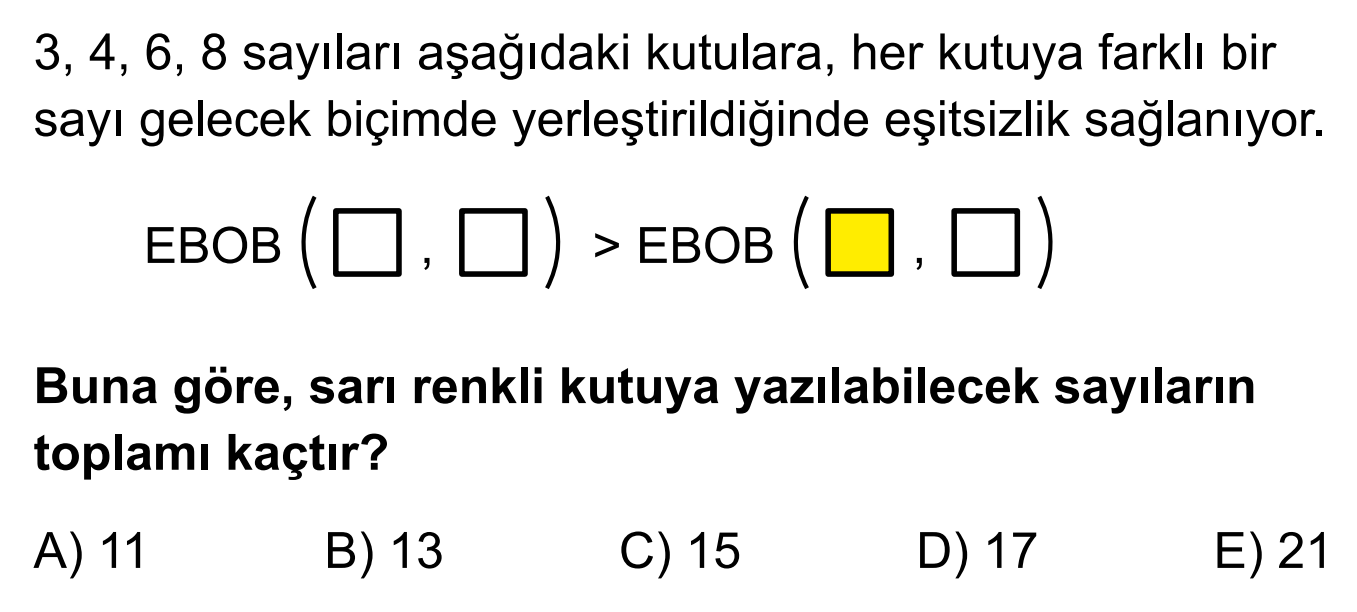 3, 4, 6, 8 sayıları aşağıdaki kutulara, her kutuya farklı bir
sayı gelecek biçimde yerleştirildiğinde eşitsizlik sağlanıyor.
EBOB ( □ , □ ) > EBOB ( □ , □ )
Buna göre, sarı renkli kutuya yazılabilecek sayıların
toplamı kaçtır?
A) 11 B) 13 C) 15 D) 17 E) 21